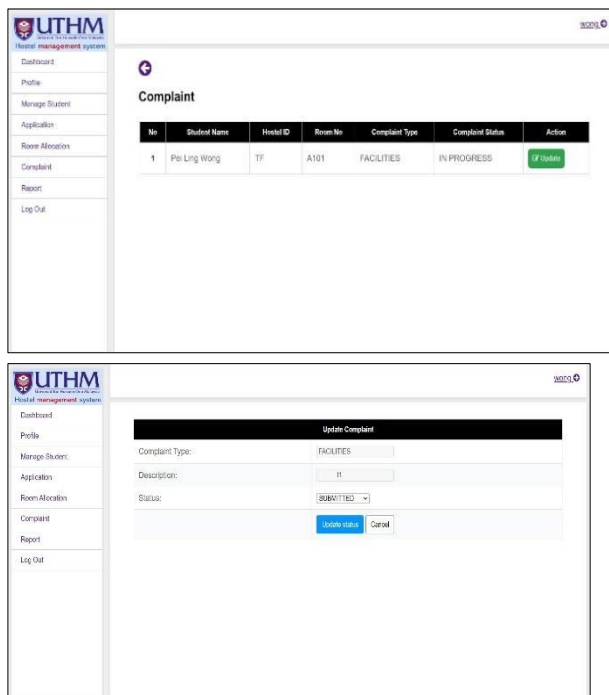 UTHM
Hostel management system
wong
Dashboard
Profile
Manage Student
Application
Room Allocation
Complaint
Report
Log Out
Complaint
No Student Name Hostel ID Room No Complaint Type Complaint Status Action
1 Pei Ling Wong TF A101 FACILITIES IN PROGRESS Update
UTHM
Hostel management system
wong
Dashboard
Profile
Manage Student
Application
Room Allocation
Complaint
Report
Log Out
Update Complaint
Complaint Type: FACILITIES
Description:
Status: SUBMITTED
Update status Cancel